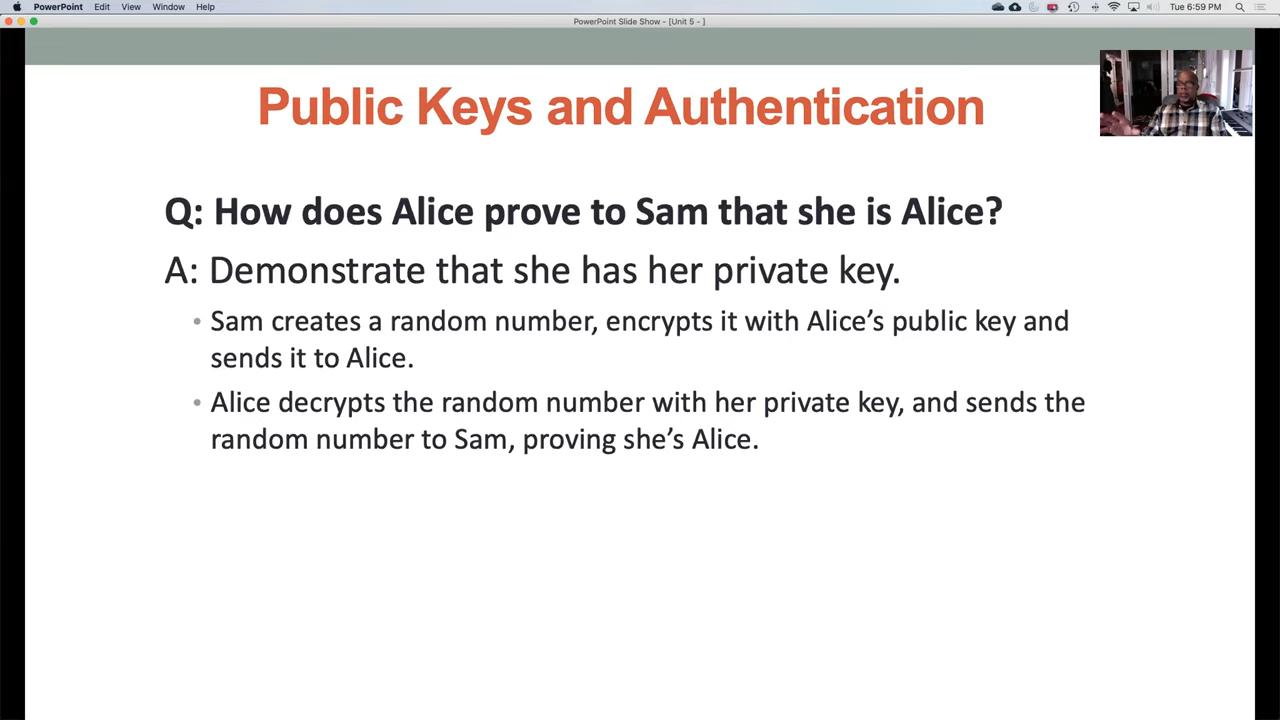 PowerPoint Edit View Window Help Tue 6:59 PM
PowerPoint Slide Show - [Unit 5 - ]
Public Keys and Authentication
Q: How does Alice prove to Sam that she is Alice?
A: Demonstrate that she has her private key.
• Sam creates a random number, encrypts it with Alice’s public key and
sends it to Alice.
• Alice decrypts the random number with her private key, and sends the
random number to Sam, proving she’s Alice.